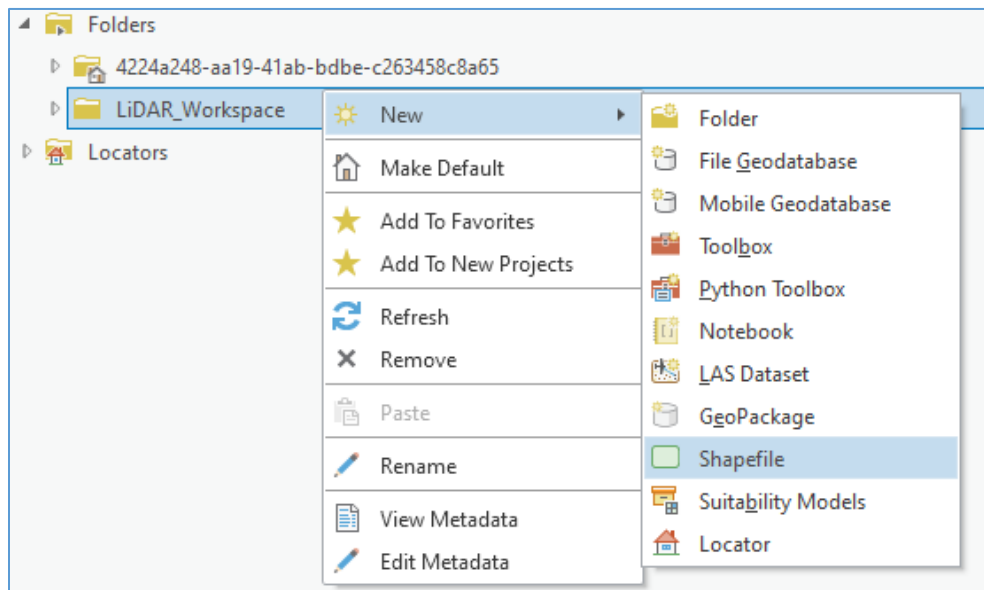 Folders
4224a248-aa19-41ab-bdbe-c263458c8a65
LiDAR_Workspace
Locators
New
Make Default
Add To Favorites
Add To New Projects
Refresh
Remove
Paste
Rename
View Metadata
Edit Metadata
Folder
File Geodatabase
Mobile Geodatabase
Toolbox
Python Toolbox
Notebook
LAS Dataset
GeoPackage
Shapefile
Suitability Models
Locator